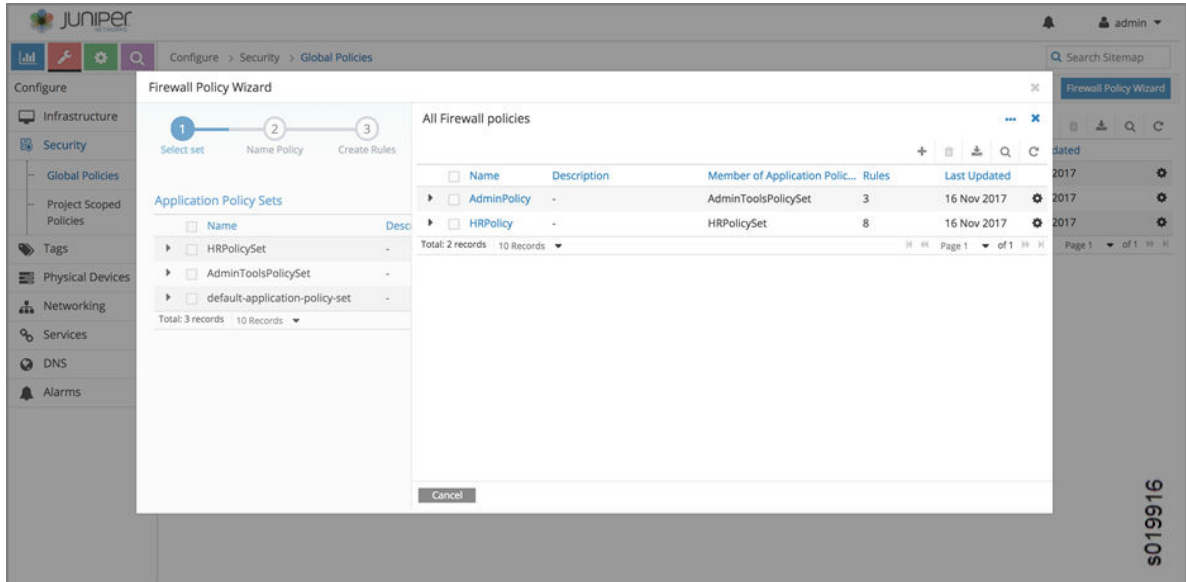 JUNIPER
NETWORKS
admin
Configure > Security > Global Policies
Search Sitemap
Configure
Infrastructure
Security
Global Policies
Project Scoped
Policies
Tags
Physical Devices
Networking
Services
DNS
Alarms
Firewall Policy Wizard
Firewall Policy Wizard
1 2 3
Select set Name Policy Create Rules
Application Policy Sets
Name Descri
HRPolicySet -
AdminToolsPolicySet -
default-application-policy-set -
Total: 3 records 10 Records
All Firewall policies
Name Description Member of Application Polic... Rules Last Updated
AdminPolicy - AdminToolsPolicySet 3 16 Nov 2017
HRPolicy - HRPolicySet 8 16 Nov 2017
Total: 2 records 10 Records Page 1 of 1
Cancel
dated
2017
2017
2017
Page 1 of 1
s019916